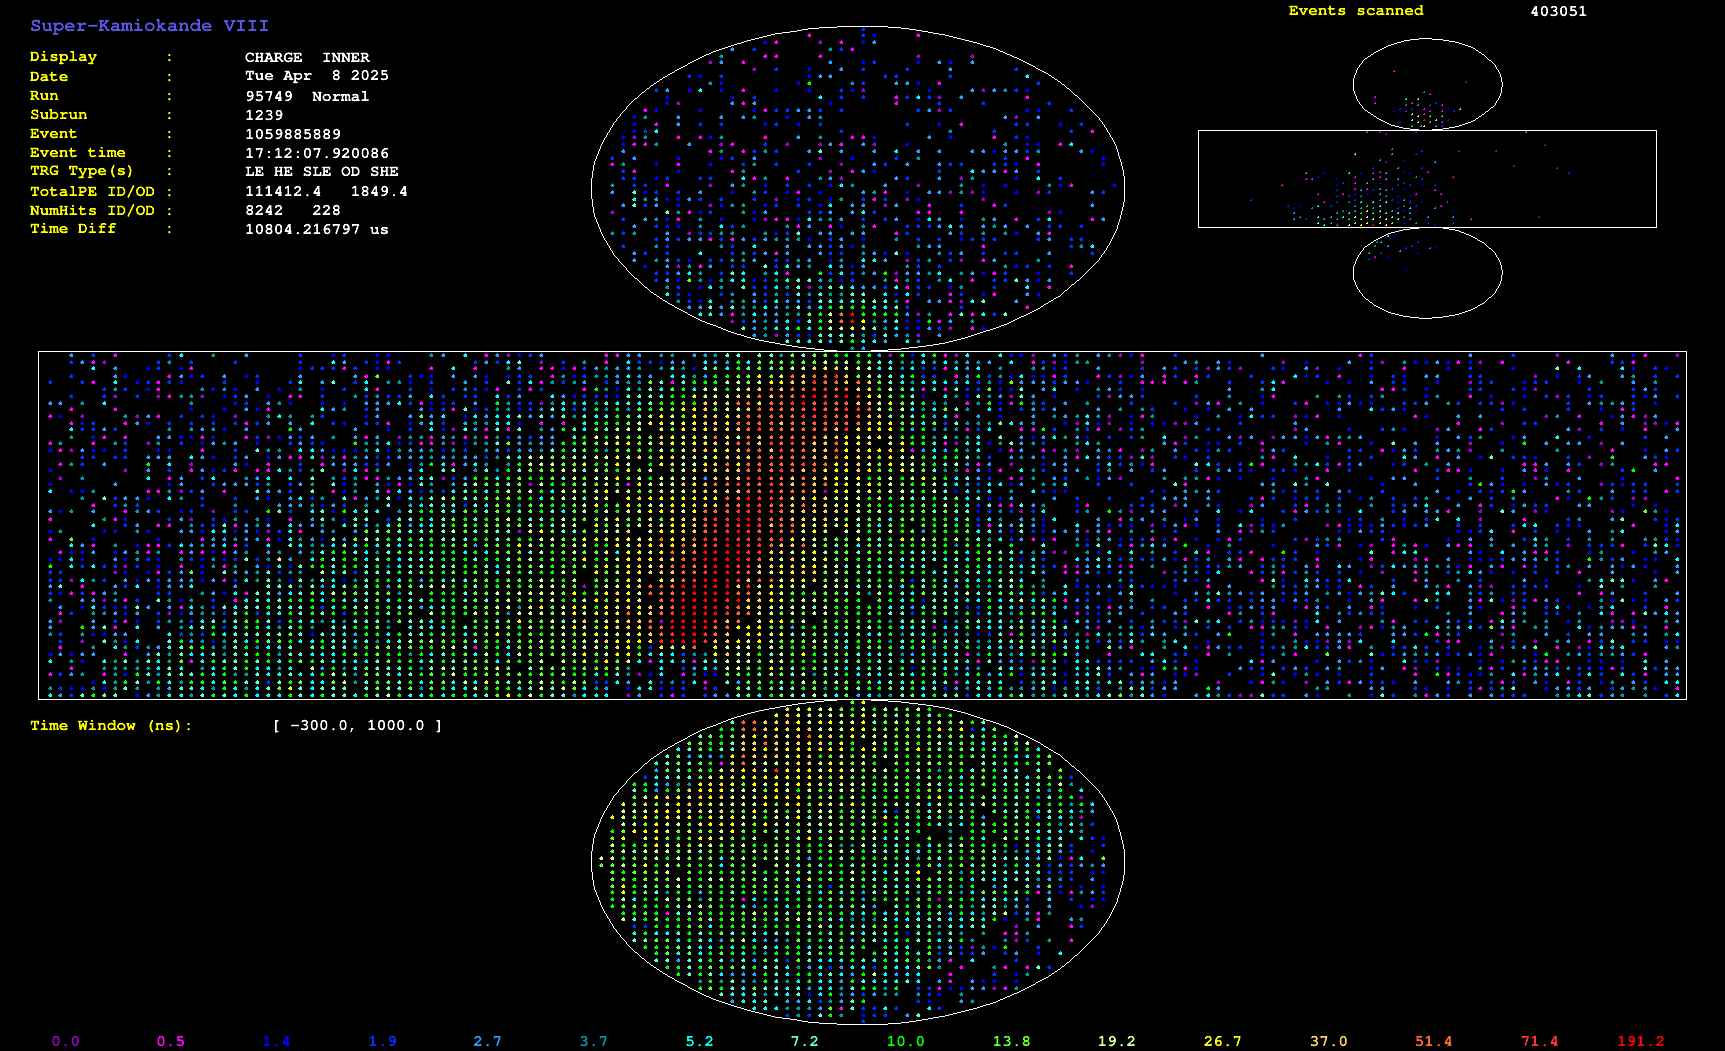 Super-Kamiokande VIII
Events scanned 403051
Display : CHARGE INNER
Date : Tue Apr 8 2025
Run : 95749 Normal
Subrun : 1239
Event : 1059885889
Event time : 17:12:07.920086
TRG Type(s) : LE HE SLE OD SHE
TotalPE ID/OD : 111412.4 1849.4
NumHits ID/OD : 8242 228
Time Diff : 10804.216797 us
Time Window (ns): [ -300.0, 1000.0 ]
0.0 0.5 1.4 1.9 2.7 3.7 5.2 7.2 10.0 13.8 19.2 26.7 37.0 51.4 71.4 191.2